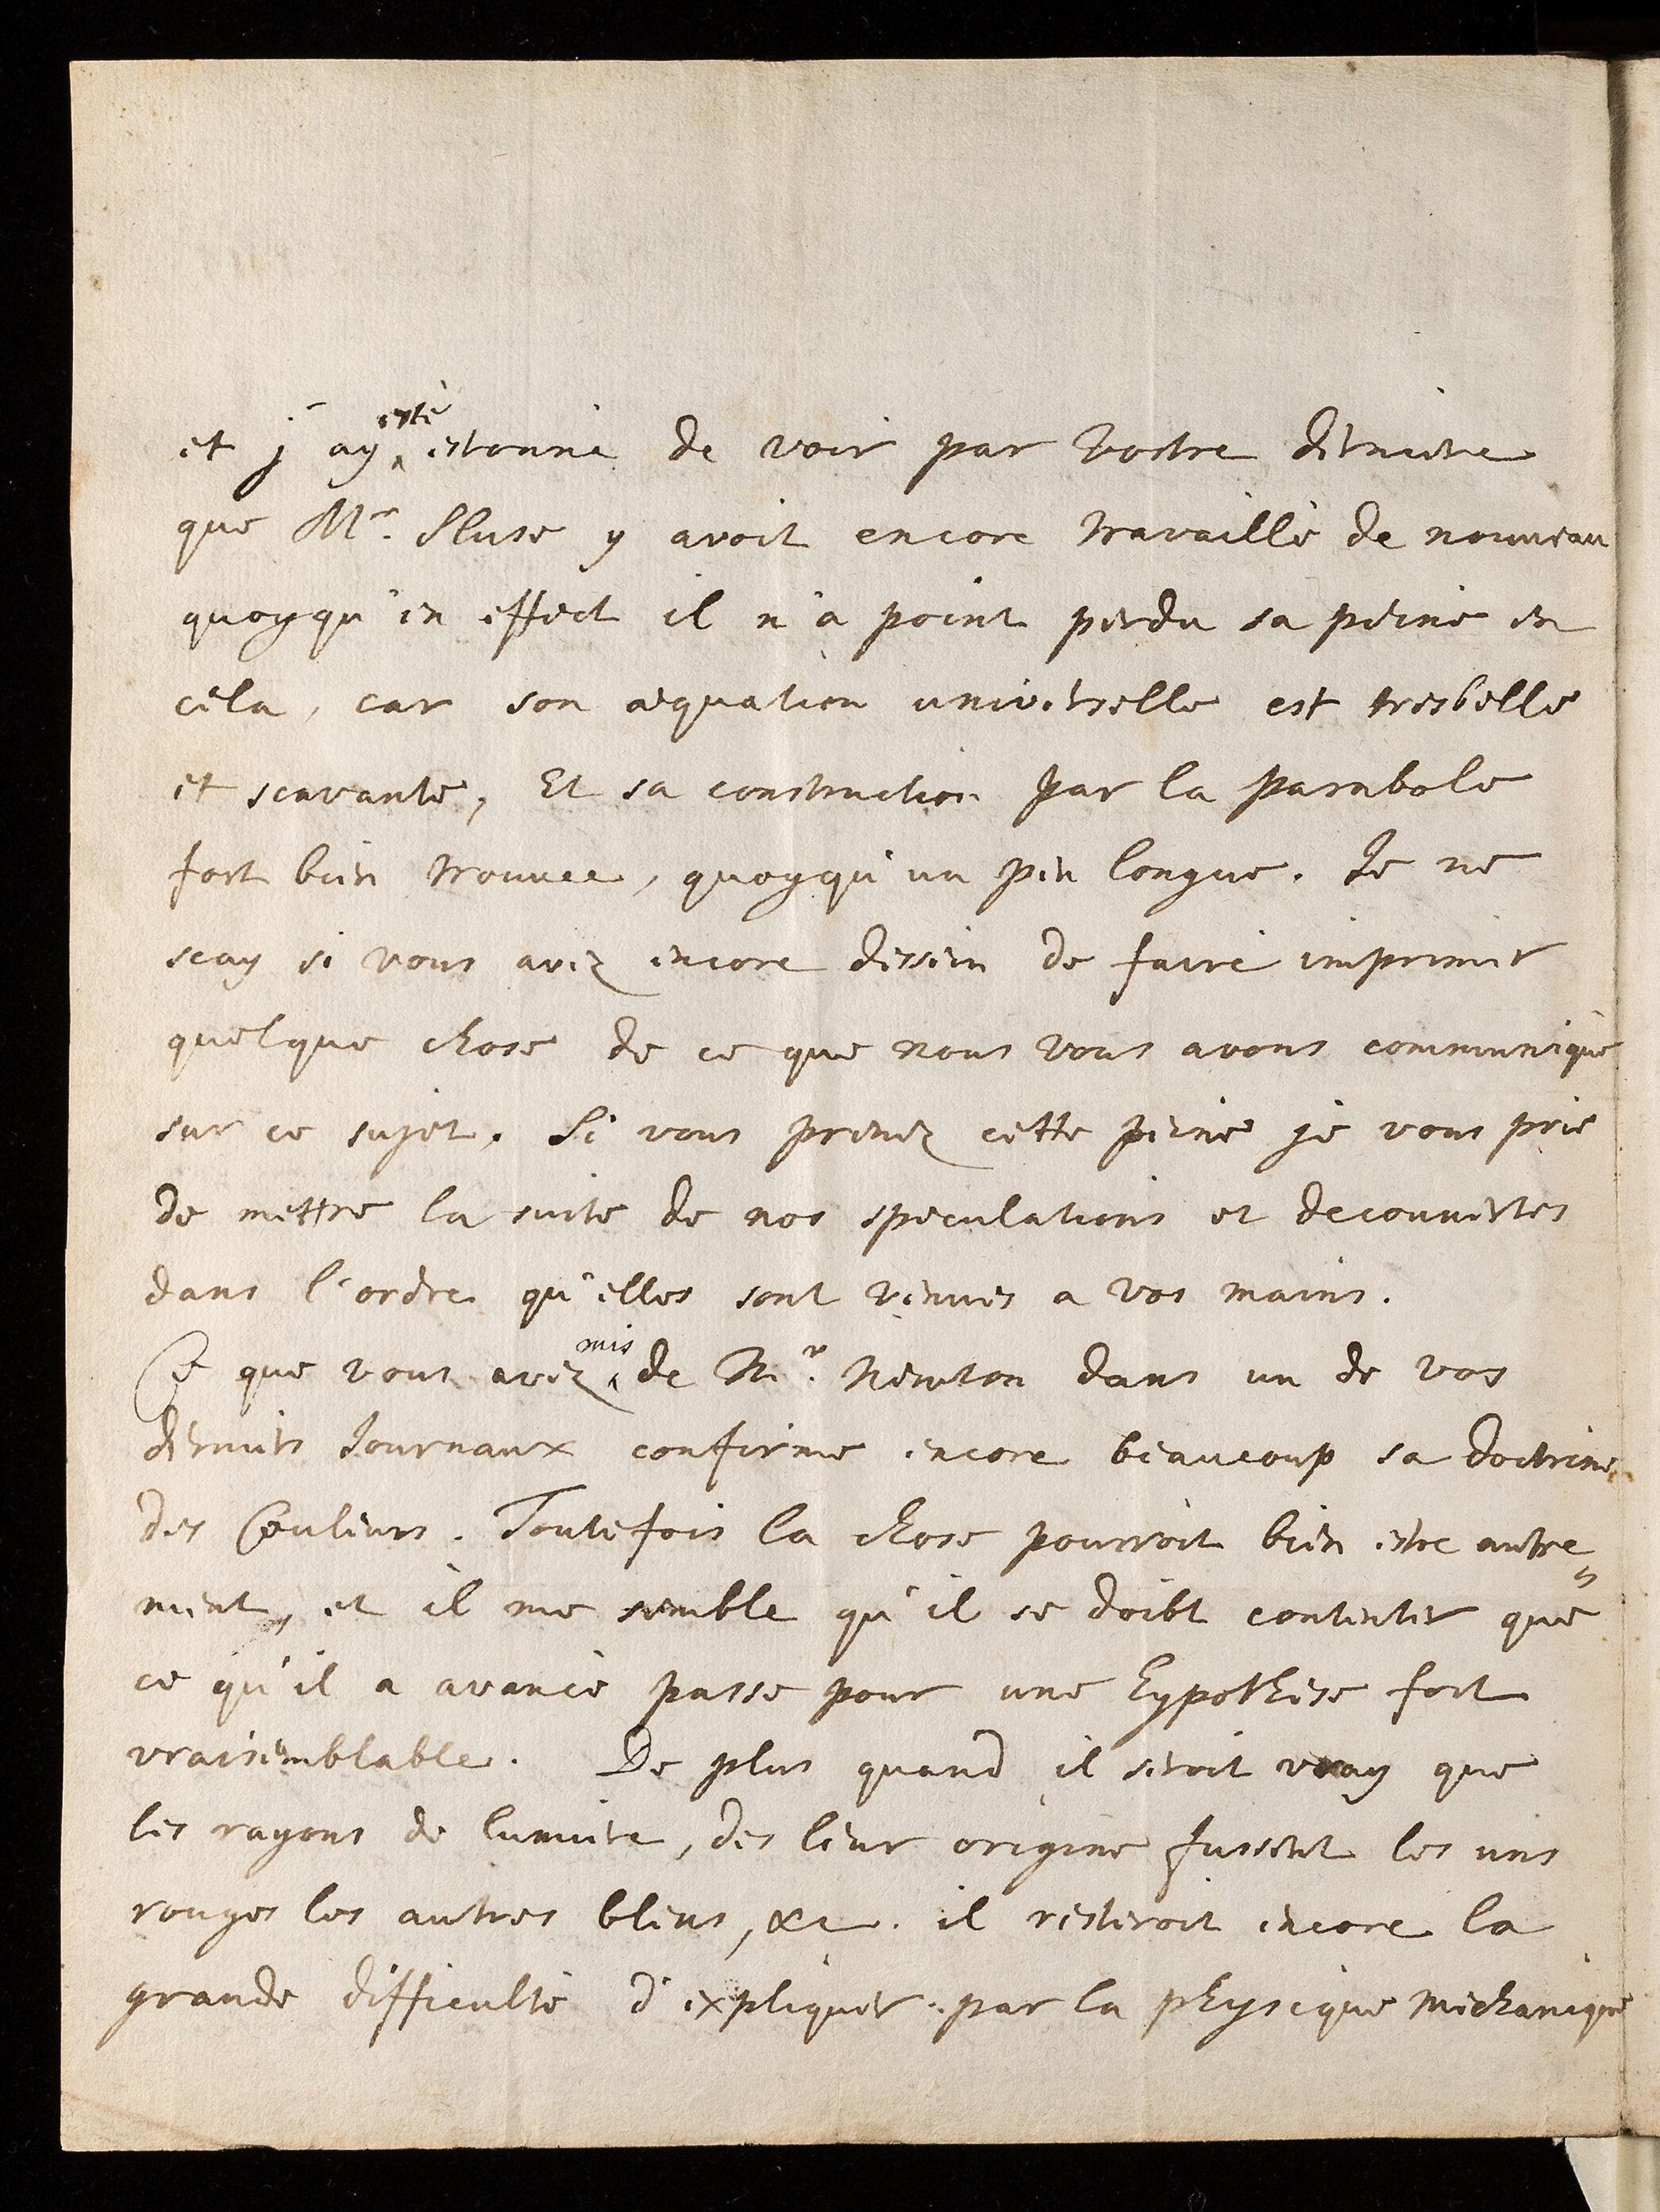 et j'ay esté estonné de voir par vostre derniere
que Mr. Sluse y avoit encore travaillè de nouveau
quoyqu'en effect il n'a point perdu sa peine en
cela, car son æquation universelle est tresbelle
et scavante, Et sa construction par la parabole
fort bien trouvee, quoyqu'un peu longue. Je ne
scay si vous avez encore dessein de faire imprimer
quelque chose de ce que nous vous avons communiquè
sur ce sujet. Si vous prenez cette peine je vous prie
de mettre la suite de nos speculations et decouvertes
dans l'ordre qu'elles sont venues a vos mains.
Ce que vous avez mis de Mr. Newton dans un de vos
derniers Journaux confirme encore beaucoup sa doctrine
des Couleurs. Toutefois la chose pourroit bien estre autre=
ment, et il me semble qu'il se doibt contenter que
ce qu'il a avancè passe pour une hypothese fort
vraisemblable. De plus quand il seroit vray que
les rayons de lumiere, des leur origine fussent les uns
rouges les autres bleus, &c. il resteroit encore la
grande difficultè d'expliquer par la physique mechanique